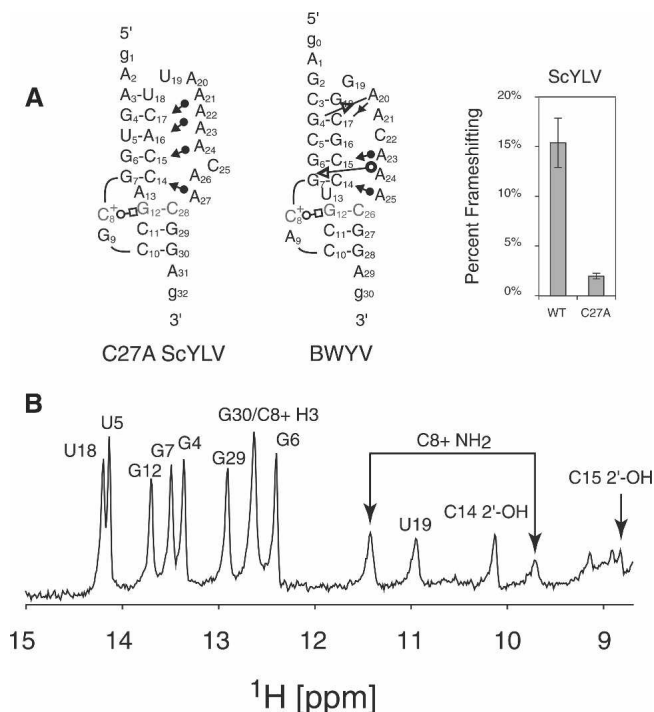 A
5'
g1
A2
U19 A20
A3-U18
A21
G4-C17
A22
U5-A16
A23
G6-C15
A24
G7-C14
C25
A26
A13
A27
C8+ G12-C28
G9
C11-G29
C10-G30
A31
g32
3'
C27A ScYLV
5'
g0
A1
G2
G19
A20
C3-G18
G4-C17
A21
C5-G16
C22
G6-C15
A23
G7-C14
A24
U13
A25
C8+ G12-C26
A9
C11-G27
C10-G28
A29
g30
3'
BWYV
ScYLV
Percent Frameshifting
20%
15%
10%
5%
0%
WT C27A
B
U18 U5
G12 G7 G4
G29
G30/C8+ H3
G6
C8+ NH2
U19
C14 2'-OH
C15 2'-OH
15 14 13 12 11 10 9
1H [ppm]